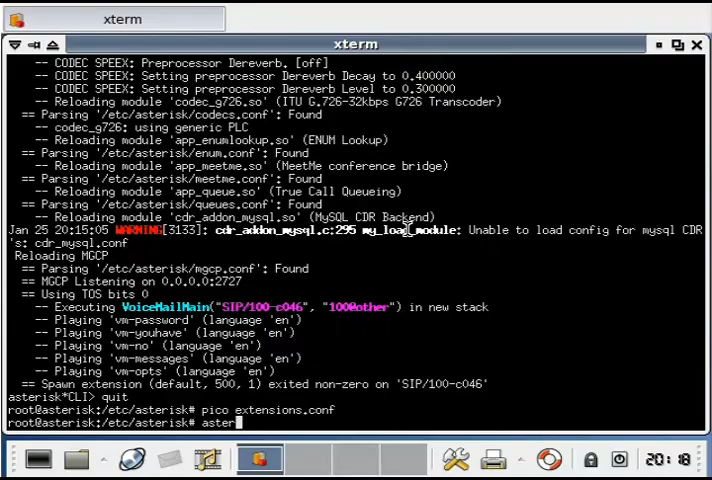 xterm
xterm
-- CODEC SPEEX: Preprocessor Dereverb. [off]
-- CODEC SPEEX: Setting preprocessor Dereverb Decay to 0.400000
-- CODEC SPEEX: Setting preprocessor Dereverb Level to 0.300000
-- Reloading module 'codec_g726.so' (ITU G.726-32kbps G726 Transcoder)
== Parsing '/etc/asterisk/codecs.conf': Found
-- codec_g726: using generic PLC
-- Reloading module 'app_enumlookup.so' (ENUM Lookup)
== Parsing '/etc/asterisk/enum.conf': Found
-- Reloading module 'app_meetme.so' (MeetMe conference bridge)
== Parsing '/etc/asterisk/meetme.conf': Found
-- Reloading module 'app_queue.so' (True Call Queueing)
== Parsing '/etc/asterisk/queues.conf': Found
-- Reloading module 'cdr_addon_mysql.so' (MySQL CDR Backend)
Jan 25 20:15:05 WARNING[3133]: cdr_addon_mysql.c:295 my_load_module: Unable to load config for mysql CDR
's: cdr_mysql.conf
Reloading MGCP
== Parsing '/etc/asterisk/mgcp.conf': Found
== MGCP Listening on 0.0.0.0:2727
== Using TOS bits 0
-- Executing VoiceMailMain("SIP/100-c046", "100@other") in new stack
-- Playing 'vm-password' (language 'en')
-- Playing 'vm-youhave' (language 'en')
-- Playing 'vm-no' (language 'en')
-- Playing 'vm-messages' (language 'en')
-- Playing 'vm-opts' (language 'en')
== Spawn extension (default, 500, 1) exited non-zero on 'SIP/100-c046'
asterisk*CLI> quit
root@asterisk:/etc/asterisk# pico extensions.conf
root@asterisk:/etc/asterisk# aster
20:18